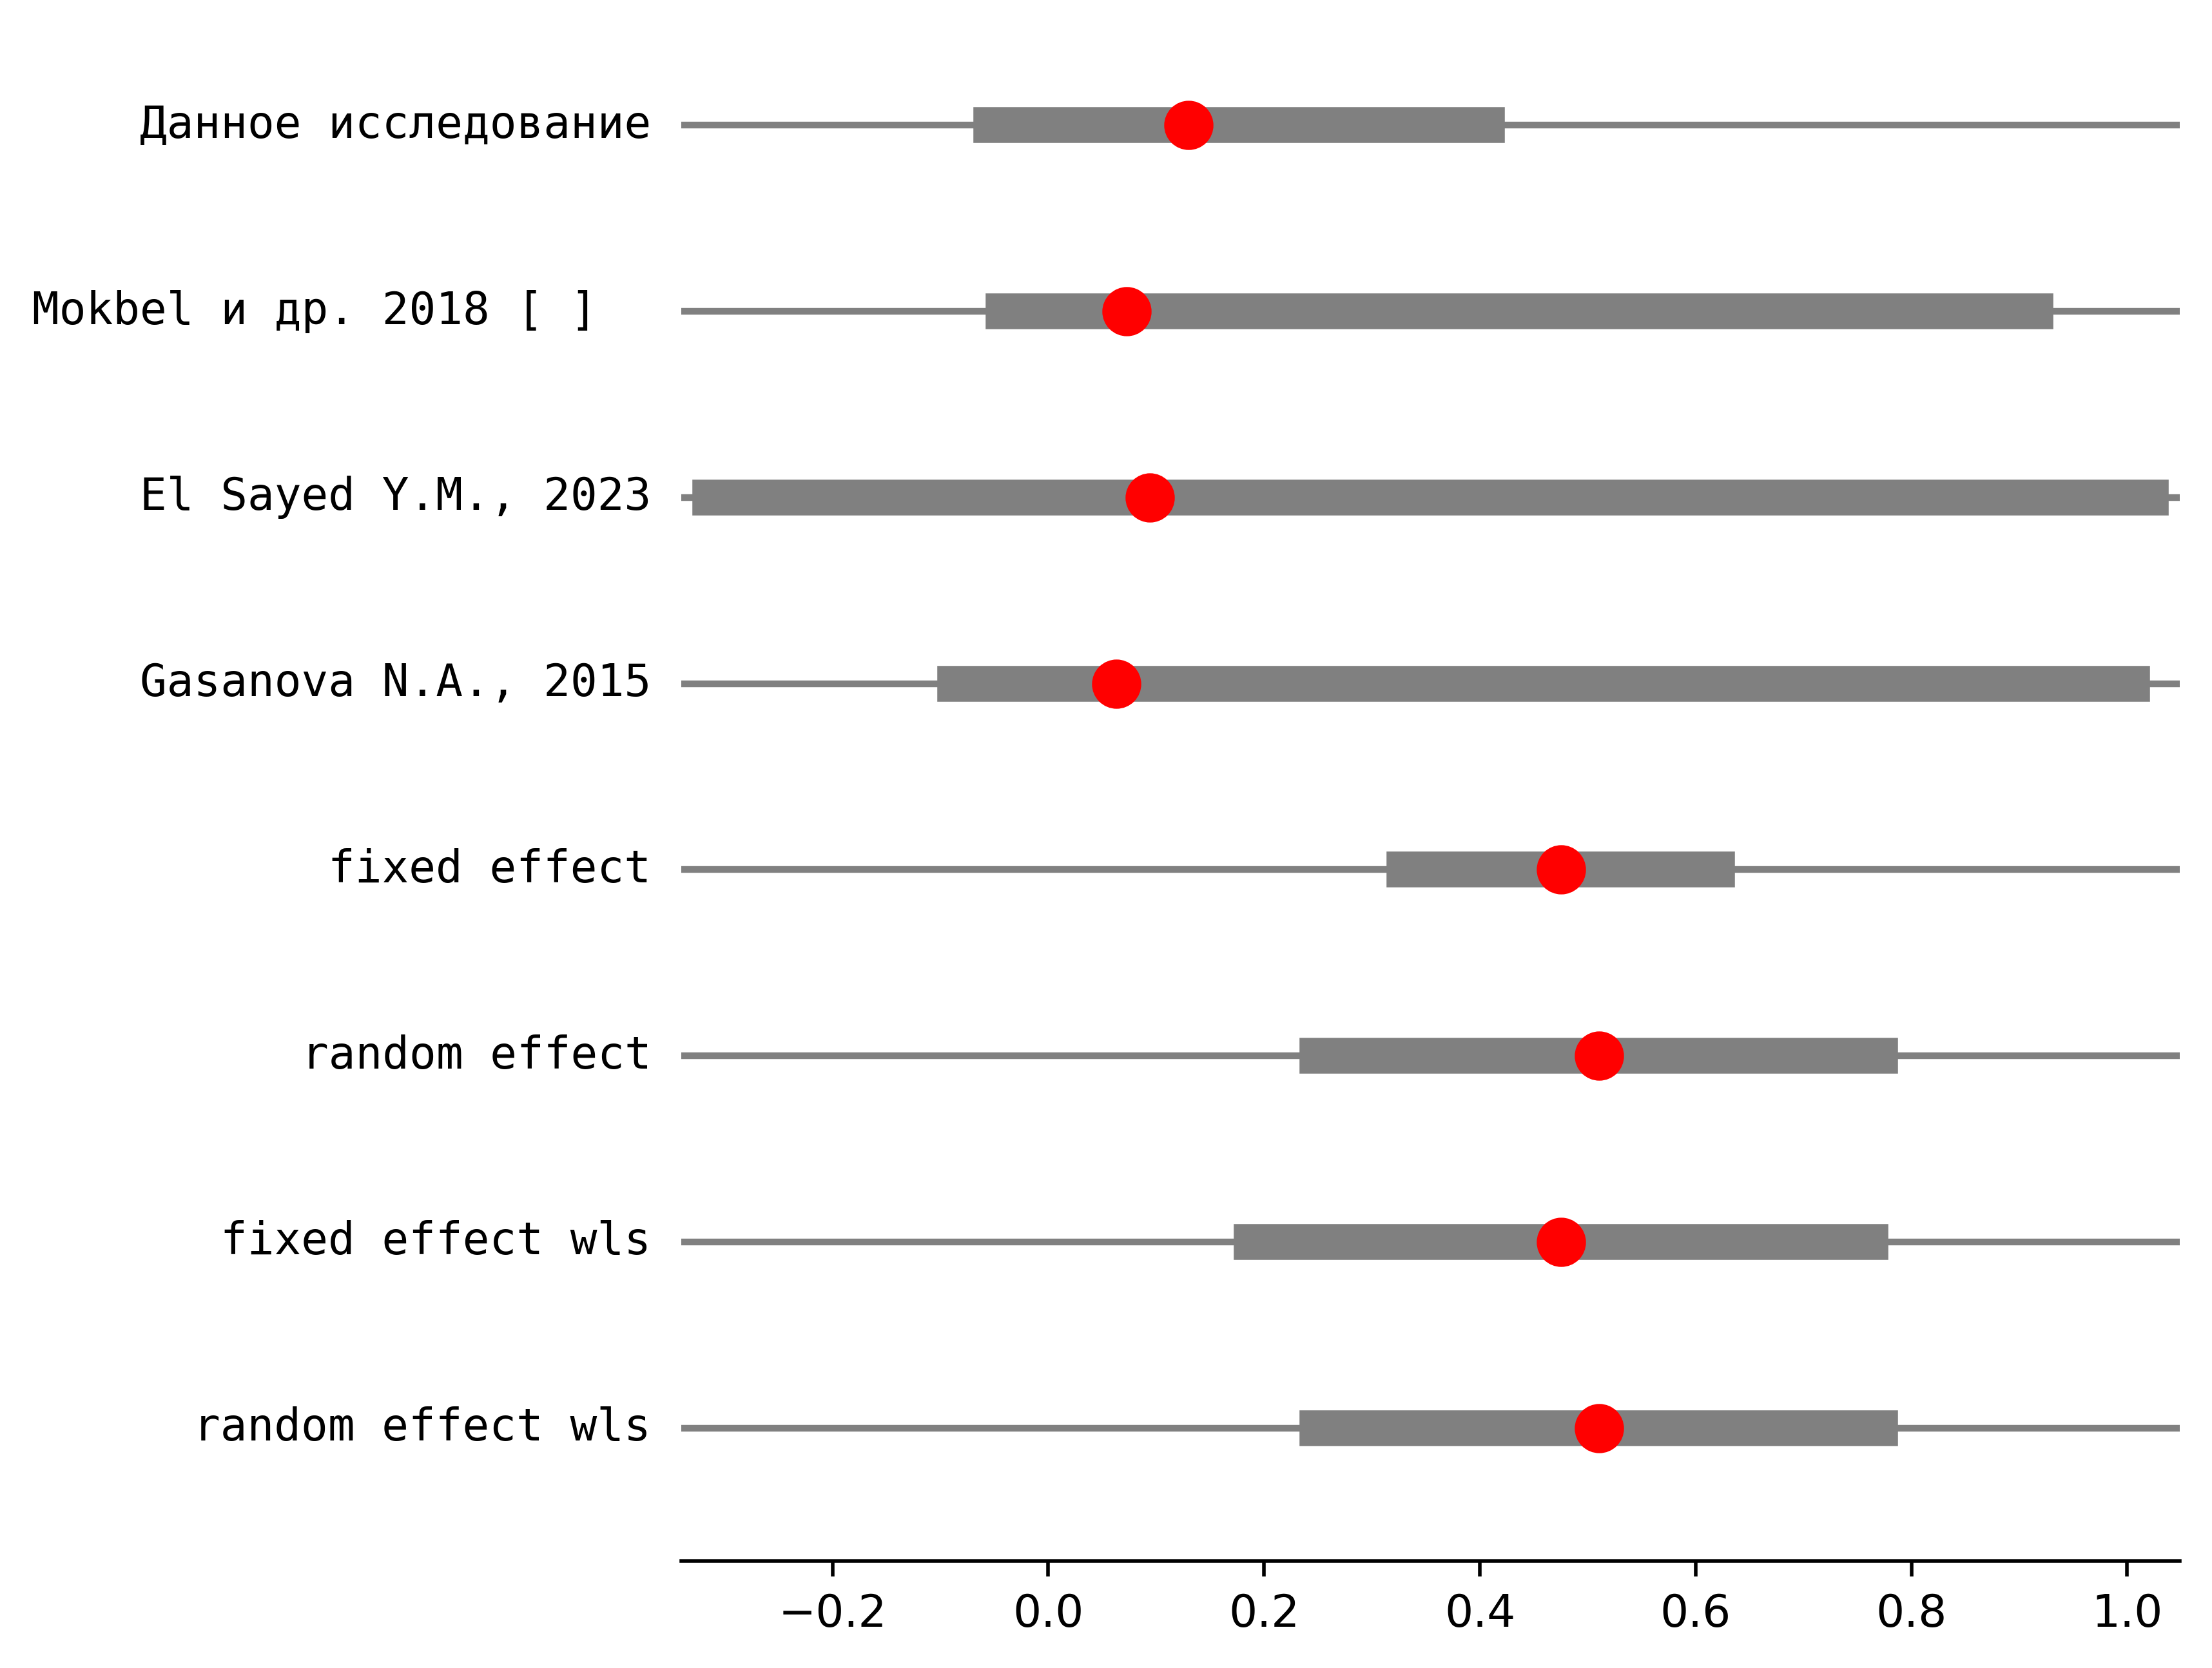 Данное исследование
Mokbel и др. 2018 [ ]
El Sayed Y.M., 2023
Gasanova N.A., 2015
fixed effect
random effect
fixed effect wls
random effect wls
−0.2 0.0 0.2 0.4 0.6 0.8 1.0